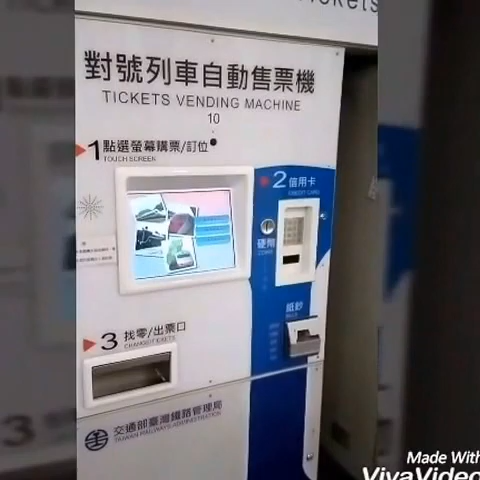 對號列車自動售票機
TICKETS VENDING MACHINE
10
1 點選螢幕購票/訂位
TOUCH SCREEN
2 信用卡
CREDIT CARD
硬幣
COINS
紙鈔
3 找零/出票口
CHANGE/TICKETS
交通部臺灣鐵路管理局
TAIWAN RAILWAYS ADMINISTRATION
Made With
VivaVideo